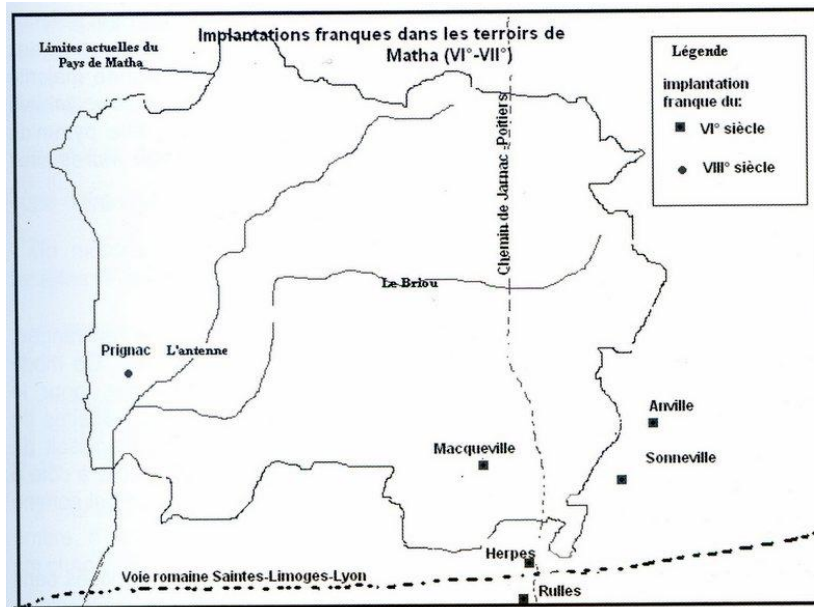 Implantations franques dans les terroirs de
Matha (VI°-VII°)
Limites actuelles du
Pays de Matha
Légende
implantation
franque du:
VI° siècle
VIII° siècle
Chemin de Jarnac -Poitiers
Le Briou
Prignac
L'antenne
Anville
Macqueville
Sonneville
Herpes
Voie romaine Saintes-Limoges-Lyon
Rulles